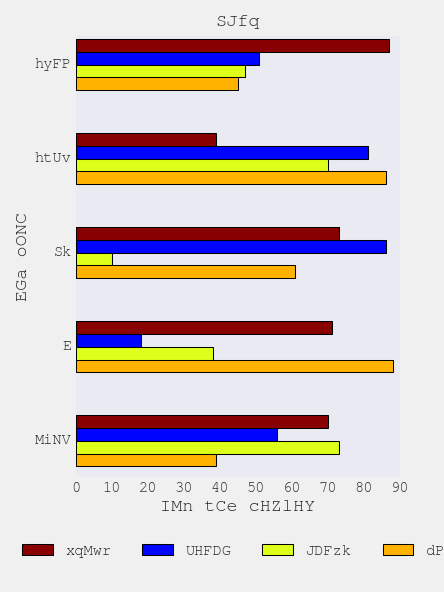 SJfq
hyFP
htUv
Sk
E
MiNV
EGa oONC
0 10 20 30 40 50 60 70 80 90
IMn tCe cHZlHY
xqMwr UHFDG JDFzk dP